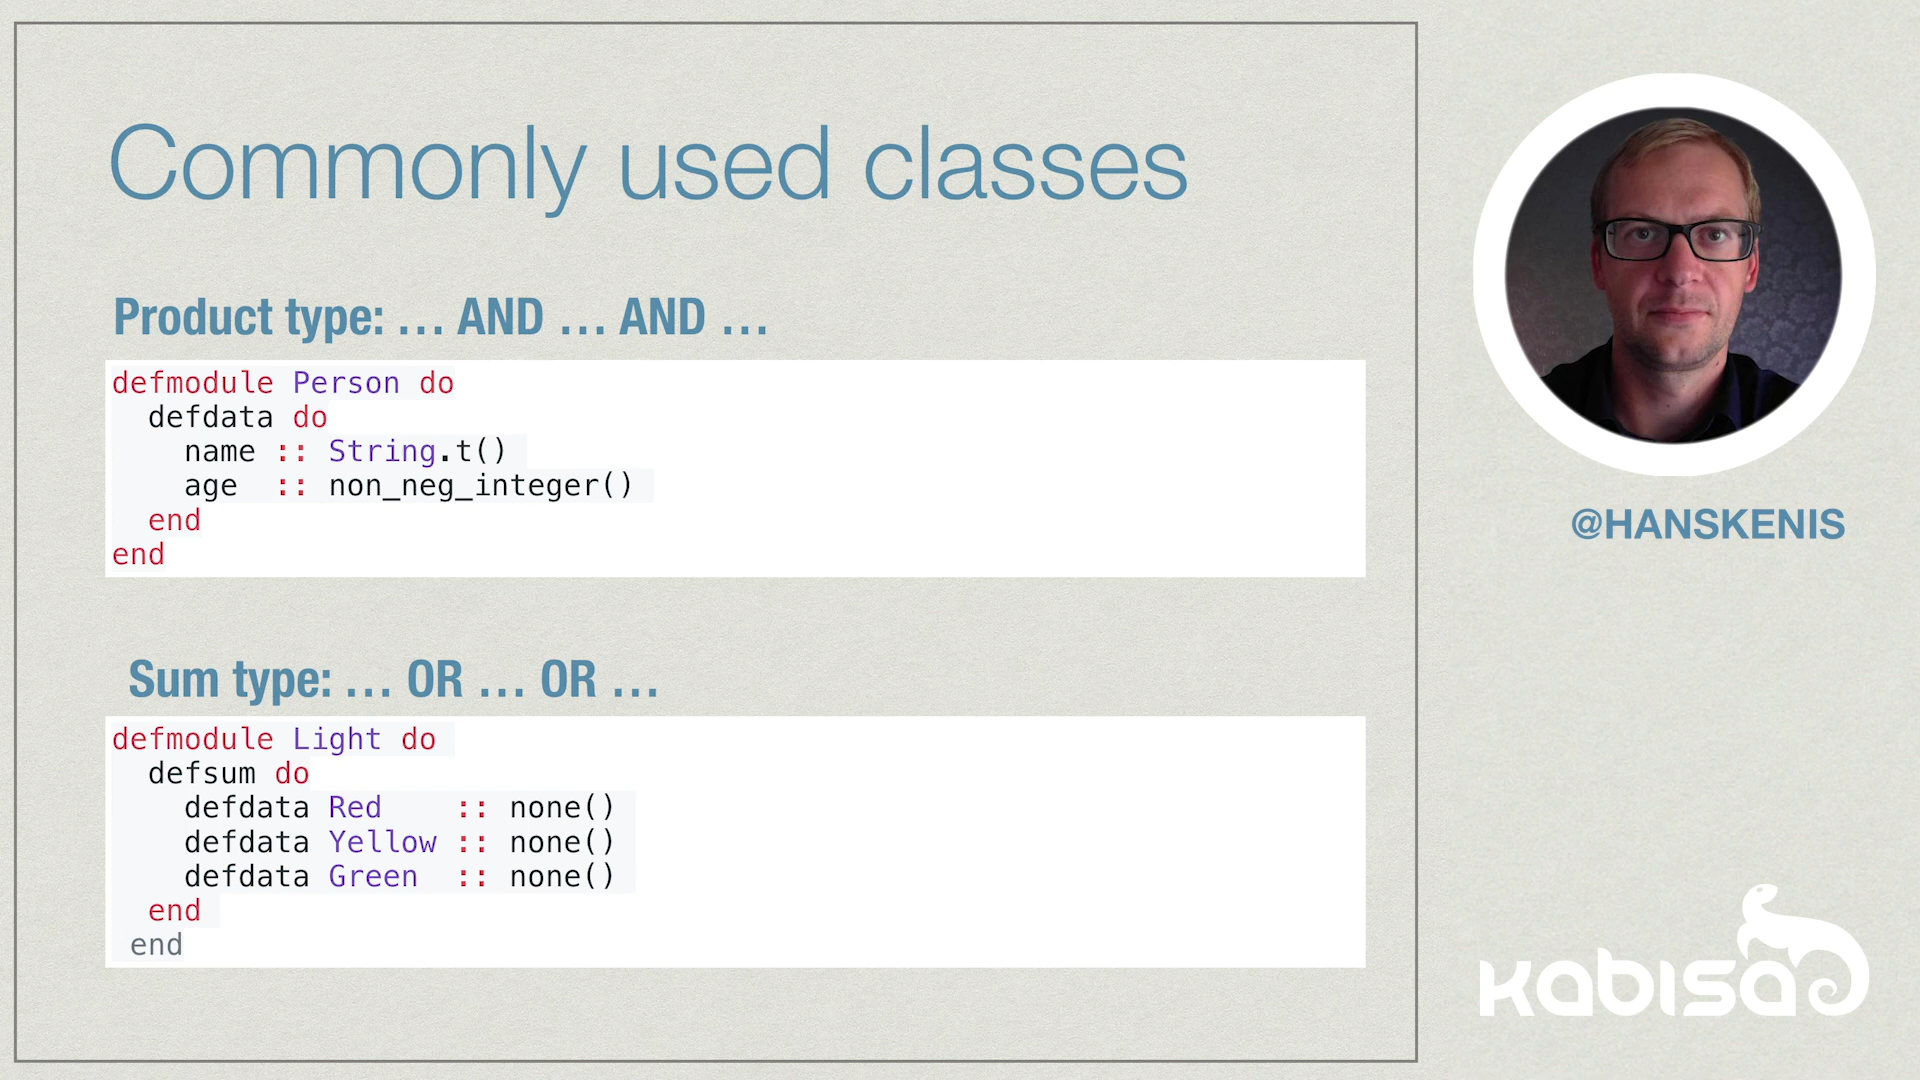 Commonly used classes
Product type: … AND … AND …
defmodule Person do
  defdata do
    name :: String.t()
    age  :: non_neg_integer()
  end
end
Sum type: … OR … OR …
defmodule Light do
  defsum do
    defdata Red    :: none()
    defdata Yellow :: none()
    defdata Green  :: none()
  end
 end
@HANSKENIS
kabisa